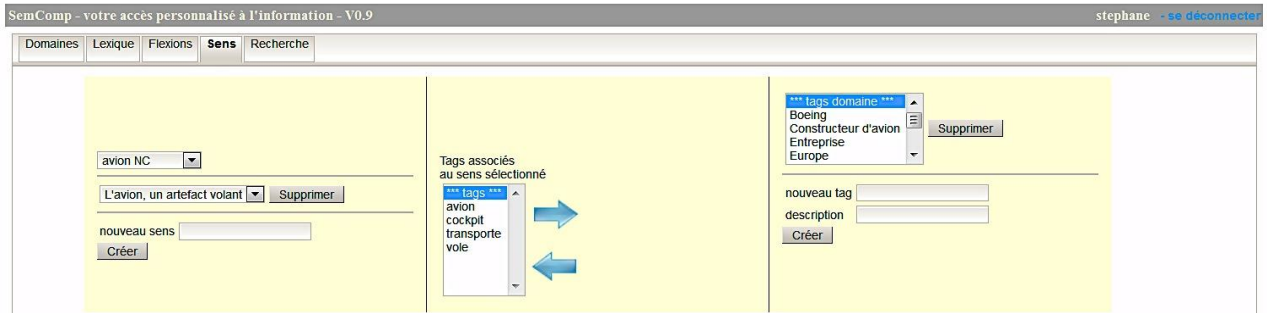 SemComp - votre accès personnalisé à l'information - V0.9
stephane - se déconnecter
Domaines Lexique Flexions Sens Recherche
avion NC
L'avion, un artefact volant Supprimer
nouveau sens
Créer
Tags associés
au sens sélectionné
*** tags ***
avion
cockpit
transporte
vole
*** tags domaine ***
Boeing
Constructeur d'avion
Entreprise
Europe
Supprimer
nouveau tag
description
Créer